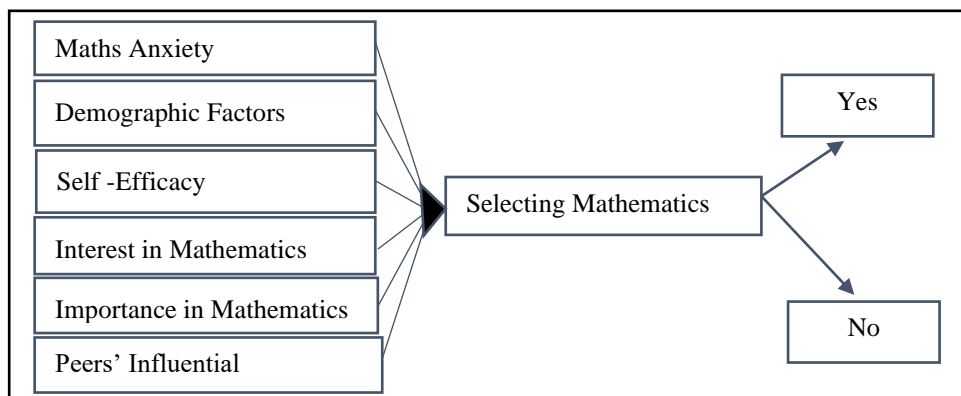 Maths Anxiety
Demographic Factors
Self -Efficacy
Interest in Mathematics
Importance in Mathematics
Peers’ Influential
Selecting Mathematics
Yes
No